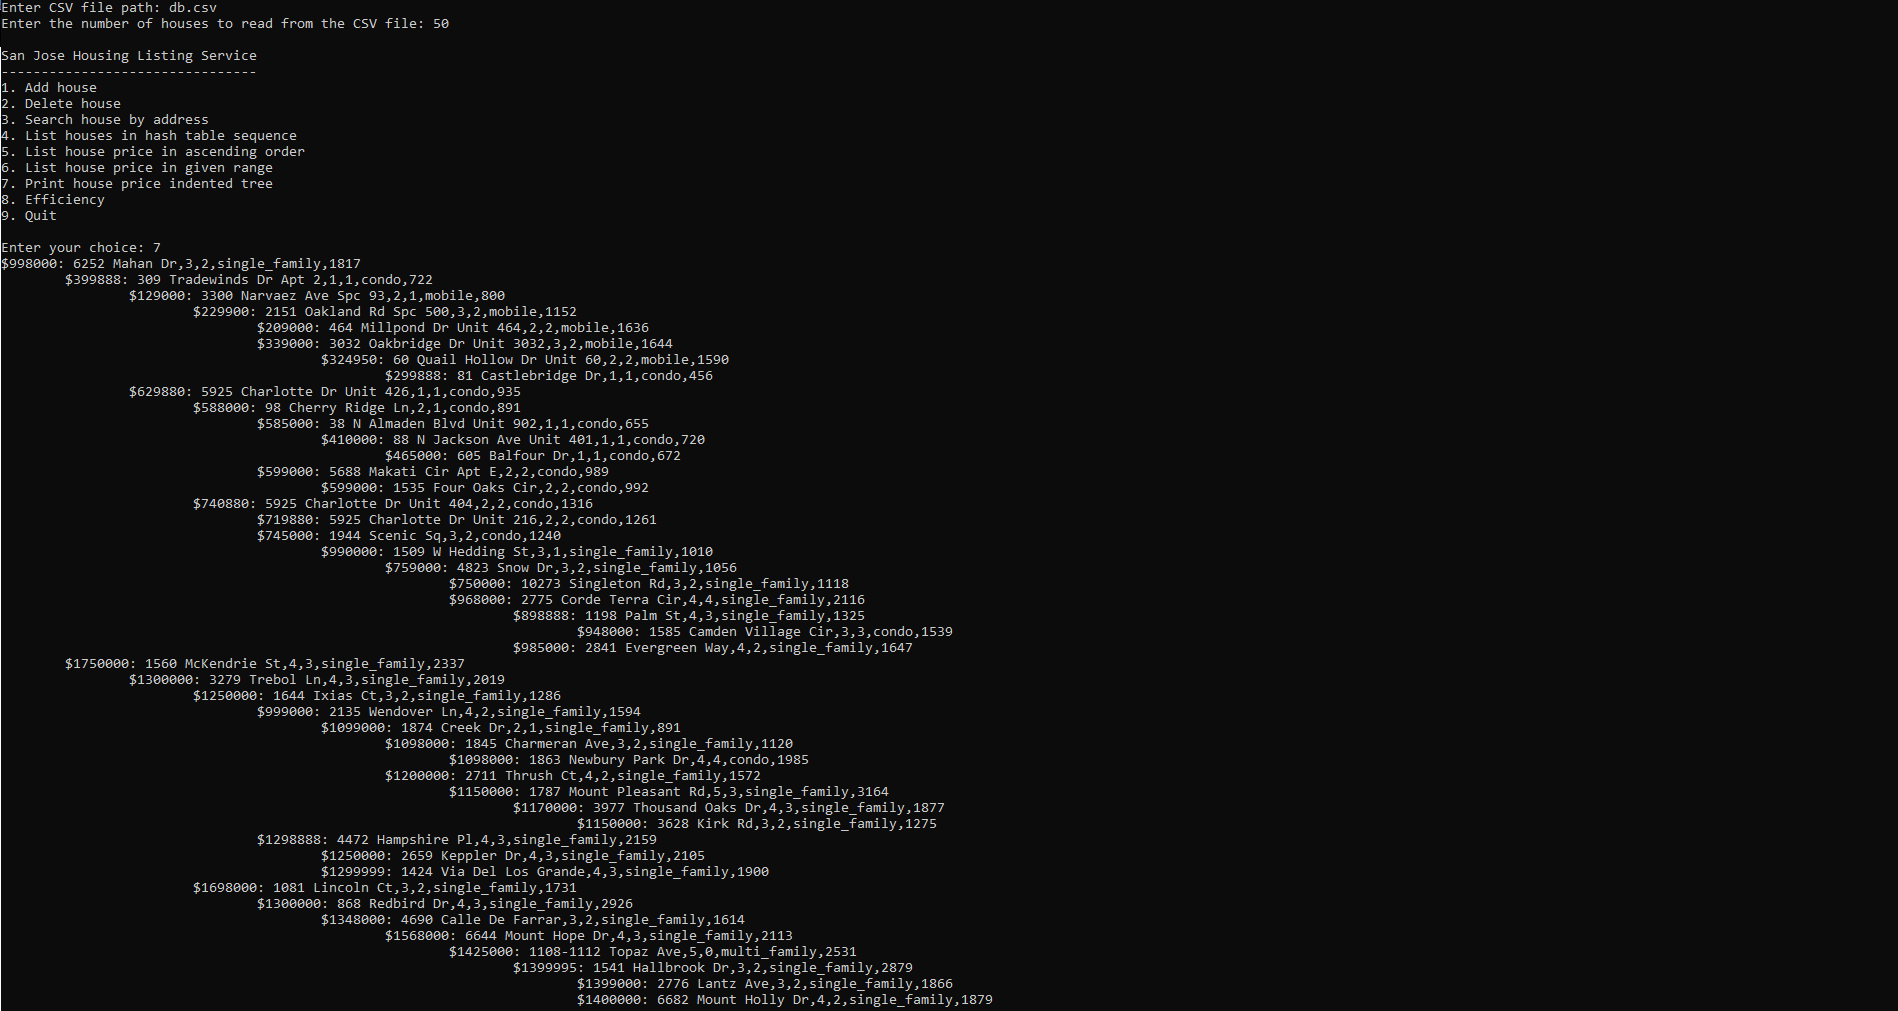 Enter CSV file path: db.csv
Enter the number of houses to read from the CSV file: 50
San Jose Housing Listing Service
--------------------------------
1. Add house
2. Delete house
3. Search house by address
4. List houses in hash table sequence
5. List house price in ascending order
6. List house price in given range
7. Print house price indented tree
8. Efficiency
9. Quit
Enter your choice: 7
$998000: 6252 Mahan Dr,3,2,single_family,1817
$399888: 309 Tradewinds Dr Apt 2,1,1,condo,722
$129000: 3300 Narvaez Ave Spc 93,2,1,mobile,800
$229900: 2151 Oakland Rd Spc 500,3,2,mobile,1152
$209000: 464 Millpond Dr Unit 464,2,2,mobile,1636
$339000: 3032 Oakbridge Dr Unit 3032,3,2,mobile,1644
$324950: 60 Quail Hollow Dr Unit 60,2,2,mobile,1590
$299888: 81 Castlebridge Dr,1,1,condo,456
$629880: 5925 Charlotte Dr Unit 426,1,1,condo,935
$588000: 98 Cherry Ridge Ln,2,1,condo,891
$585000: 38 N Almaden Blvd Unit 902,1,1,condo,655
$410000: 88 N Jackson Ave Unit 401,1,1,condo,720
$465000: 605 Balfour Dr,1,1,condo,672
$599000: 5688 Makati Cir Apt E,2,2,condo,989
$599000: 1535 Four Oaks Cir,2,2,condo,992
$740880: 5925 Charlotte Dr Unit 404,2,2,condo,1316
$719880: 5925 Charlotte Dr Unit 216,2,2,condo,1261
$745000: 1944 Scenic Sq,3,2,condo,1240
$990000: 1509 W Hedding St,3,1,single_family,1010
$759000: 4823 Snow Dr,3,2,single_family,1056
$750000: 10273 Singleton Rd,3,2,single_family,1118
$968000: 2775 Corde Terra Cir,4,4,single_family,2116
$898888: 1198 Palm St,4,3,single_family,1325
$948000: 1585 Camden Village Cir,3,3,condo,1539
$985000: 2841 Evergreen Way,4,2,single_family,1647
$1750000: 1560 McKendrie St,4,3,single_family,2337
$1300000: 3279 Trebol Ln,4,3,single_family,2019
$1250000: 1644 Ixias Ct,3,2,single_family,1286
$999000: 2135 Wendover Ln,4,2,single_family,1594
$1099000: 1874 Creek Dr,2,1,single_family,891
$1098000: 1845 Charmeran Ave,3,2,single_family,1120
$1098000: 1863 Newbury Park Dr,4,4,condo,1985
$1200000: 2711 Thrush Ct,4,2,single_family,1572
$1150000: 1787 Mount Pleasant Rd,5,3,single_family,3164
$1170000: 3977 Thousand Oaks Dr,4,3,single_family,1877
$1150000: 3628 Kirk Rd,3,2,single_family,1275
$1298888: 4472 Hampshire Pl,4,3,single_family,2159
$1250000: 2659 Keppler Dr,4,3,single_family,2105
$1299999: 1424 Via Del Los Grande,4,3,single_family,1900
$1698000: 1081 Lincoln Ct,3,2,single_family,1731
$1300000: 868 Redbird Dr,4,3,single_family,2926
$1348000: 4690 Calle De Farrar,3,2,single_family,1614
$1568000: 6644 Mount Hope Dr,4,3,single_family,2113
$1425000: 1108-1112 Topaz Ave,5,0,multi_family,2531
$1399995: 1541 Hallbrook Dr,3,2,single_family,2879
$1399000: 2776 Lantz Ave,3,2,single_family,1866
$1400000: 6682 Mount Holly Dr,4,2,single_family,1879